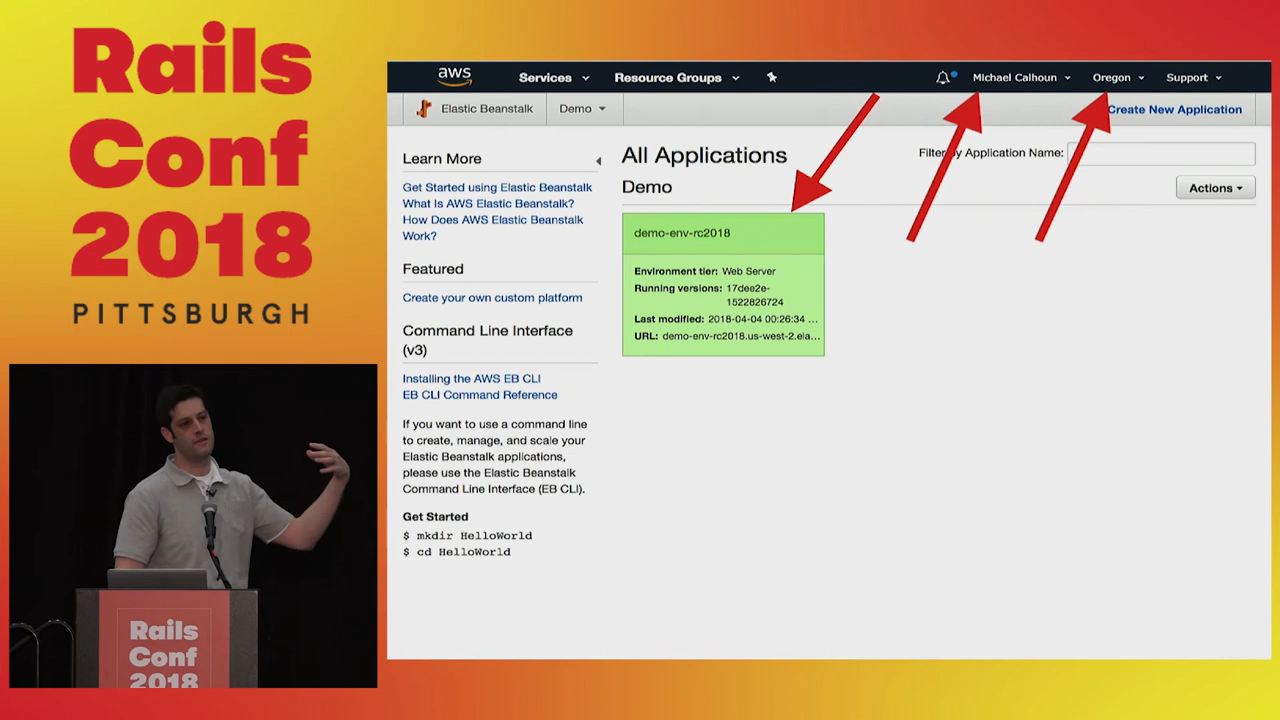 Rails
Conf
2018
PITTSBURGH
aws
Services
Resource Groups
Michael Calhoun
Oregon
Support
Elastic Beanstalk
Demo
Create New Application
Learn More
Get Started using Elastic Beanstalk
What Is AWS Elastic Beanstalk?
How Does AWS Elastic Beanstalk
Work?
Featured
Create your own custom platform
Command Line Interface
(v3)
Installing the AWS EB CLI
EB CLI Command Reference
If you want to use a command line
to create, manage, and scale your
Elastic Beanstalk applications,
please use the Elastic Beanstalk
Command Line Interface (EB CLI).
Get Started
$ mkdir HelloWorld
$ cd HelloWorld
All Applications
Filter by Application Name:
Demo
Actions
demo-env-rc2018
Environment tier: Web Server
Running versions: 17dee2e-
1522826724
Last modified: 2018-04-04 00:26:34 ...
URL: demo-env-rc2018.us-west-2.ela...
Rails
Conf
2018